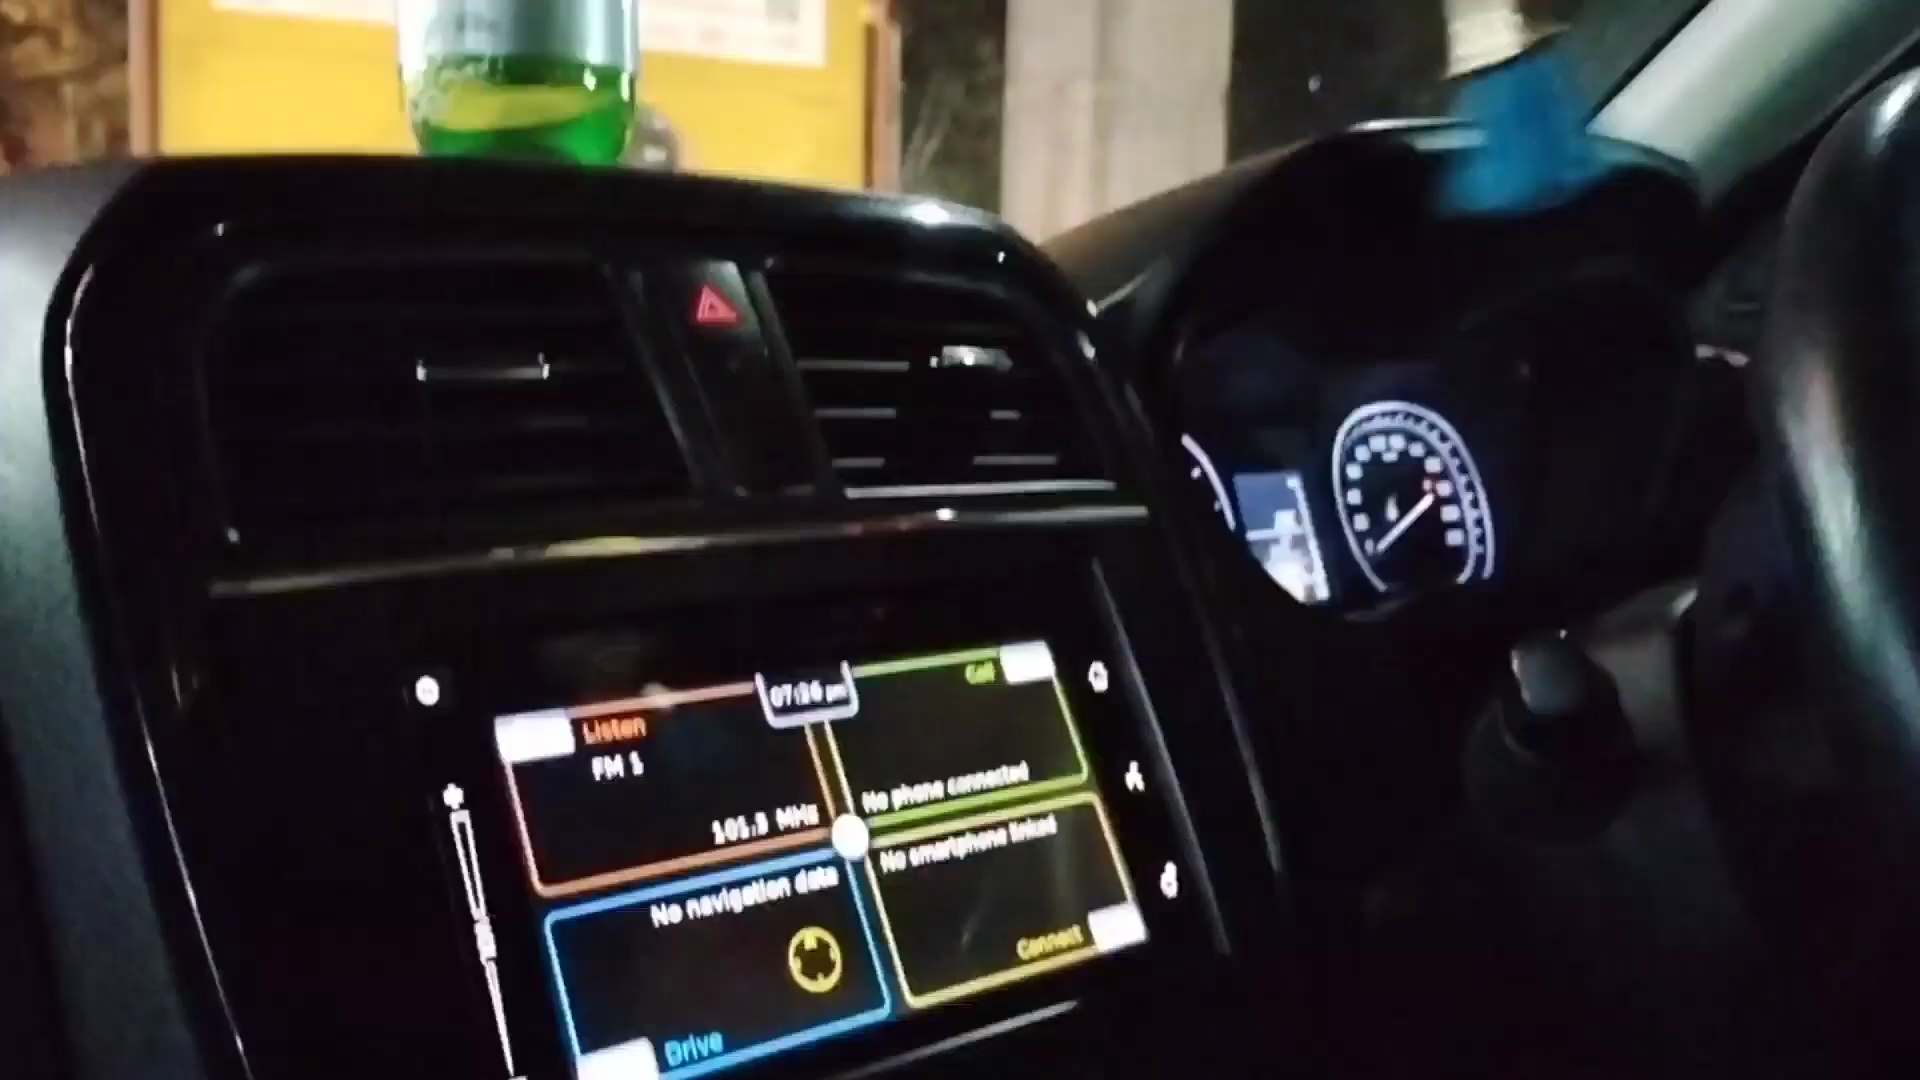 07:26 pm
Listen
FM 1
101.3 MHz
Call
No phone connected
No navigation data
Drive
No smartphone linked
Connect